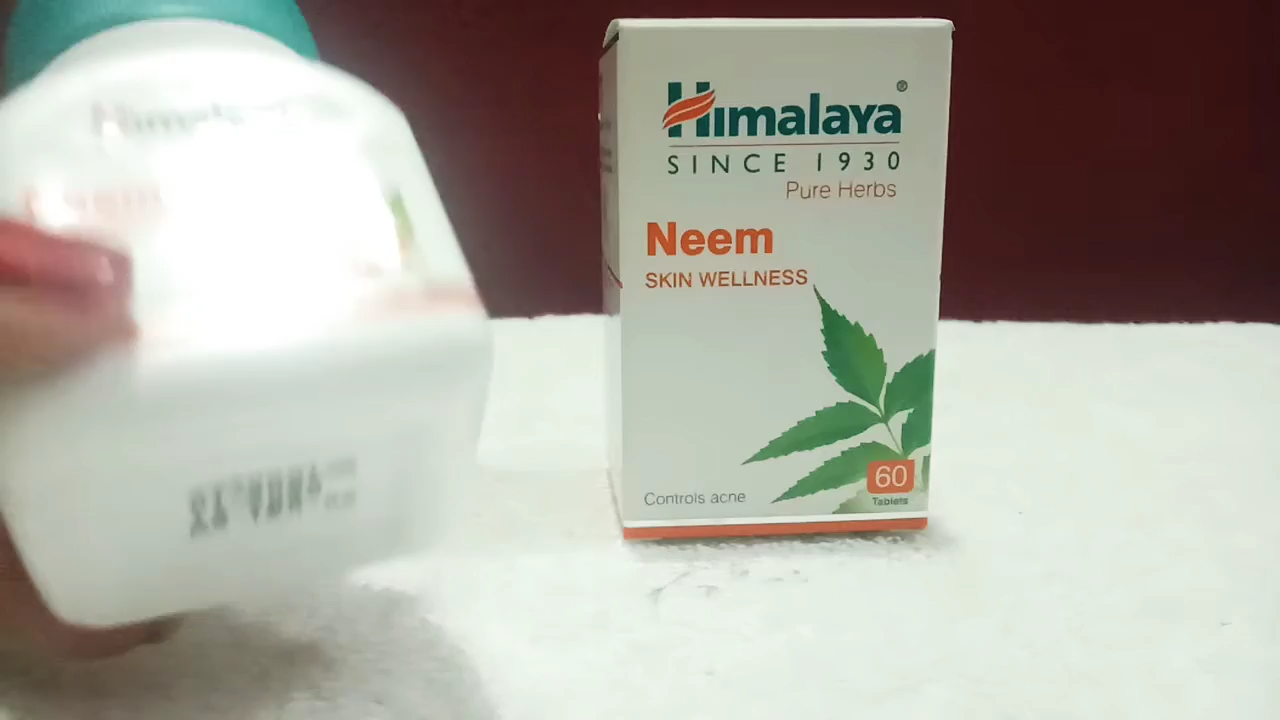 Himalaya®
SINCE 1930
Pure Herbs
Neem
SKIN WELLNESS
Controls acne
60
Tablets